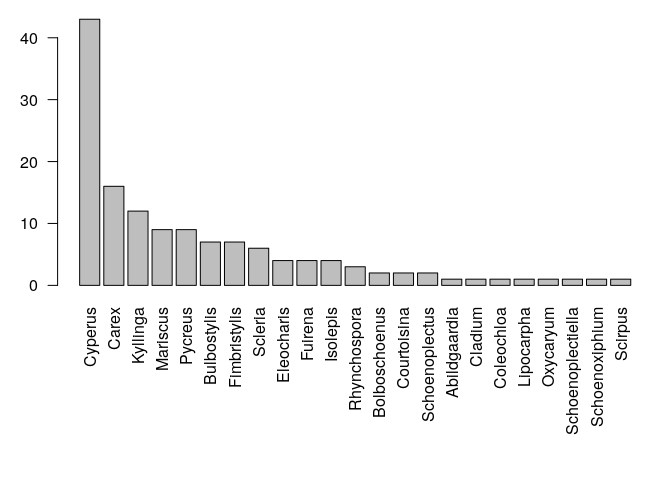 40
30
20
10
0
Cyperus
Carex
Kyllinga
Mariscus
Pycreus
Bulbostylis
Fimbristylis
Scleria
Eleocharis
Fuirena
Isolepis
Rhynchospora
Bolboschoenus
Courtoisina
Schoenoplectus
Abildgaardia
Cladium
Coleochloa
Lipocarpha
Oxycaryum
Schoenoplectiella
Schoenoxiphium
Scirpus